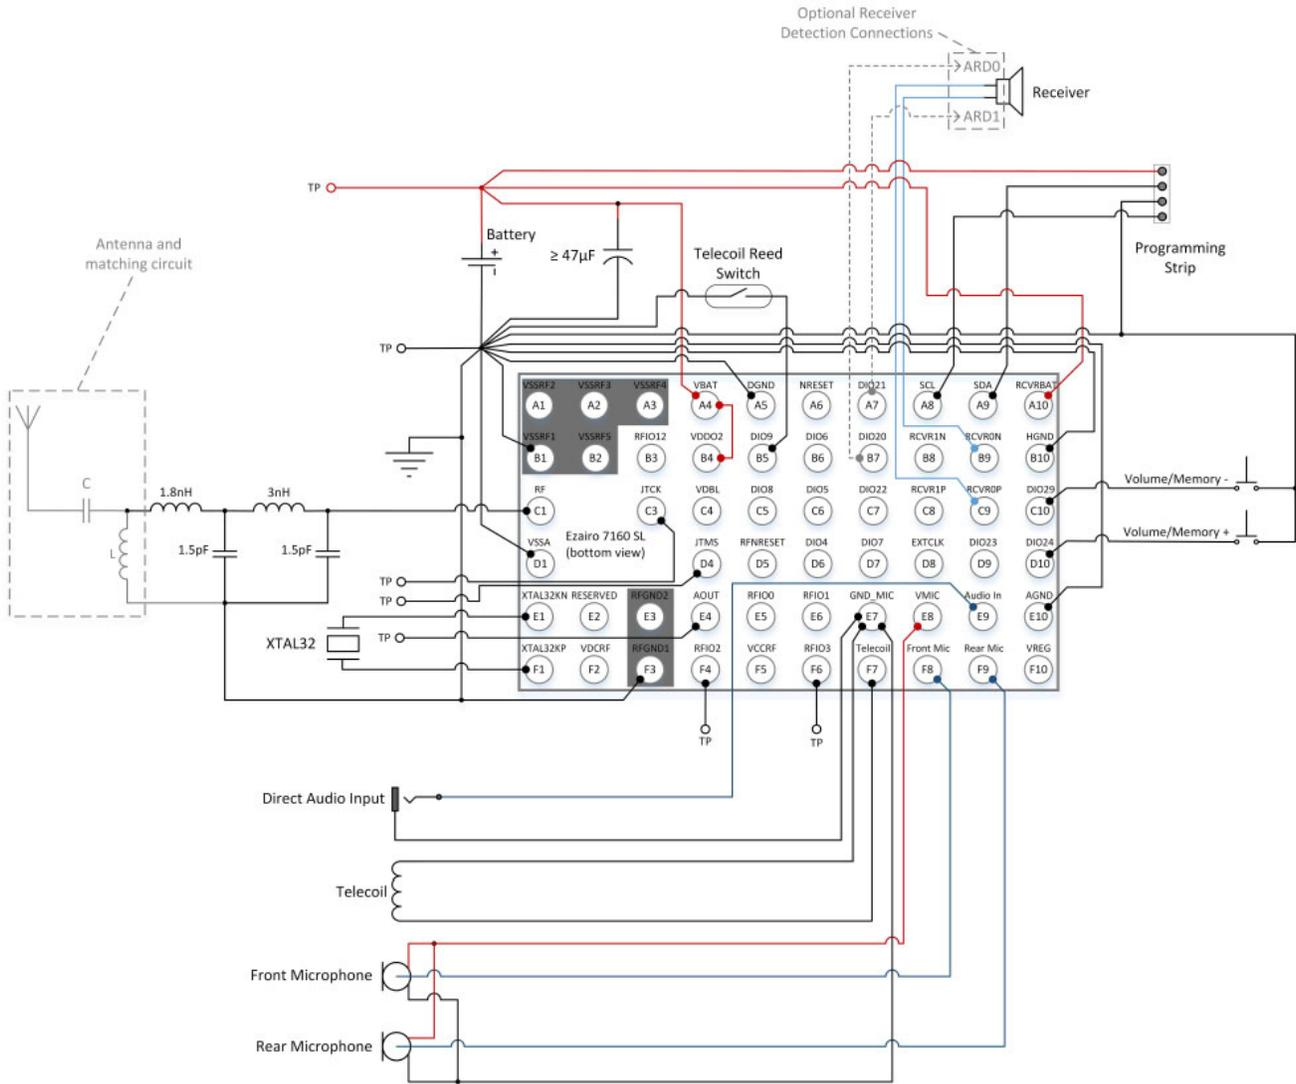 Optional Receiver
Detection Connections
ARD0
Receiver
ARD1
TP
Programming
Strip
Antenna and
matching circuit
Battery
+
≥ 47µF
Telecoil Reed
Switch
TP
VSSRF2 VSSRF3 VSSRF4 VBAT DGND NRESET DIO21 SCL SDA RCVRBAT
A1 A2 A3 A4 A5 A6 A7 A8 A9 A10
VSSRF1 VSSRF5 RFIO12 VDDO2 DIO9 DIO6 DIO20 RCVR1N RCVR0N HGND
B1 B2 B3 B4 B5 B6 B7 B8 B9 B10
C 1.8nH 3nH
RF JTCK VDBL DIO8 DIO5 DIO22 RCVR1P RCVR0P DIO29
Volume/Memory -
C1 C3 C4 C5 C6 C7 C8 C9 C10
L 1.5pF 1.5pF
Ezairo 7160 SL
(bottom view)
Volume/Memory +
VSSA JTMS RFNRESET DIO4 DIO7 EXTCLK DIO23 DIO24
D1 D4 D5 D6 D7 D8 D9 D10
TP
TP
XTAL32KN RESERVED RFGND2 AOUT RFIO0 RFIO1 GND_MIC VMIC Audio In AGND
E1 E2 E3 E4 E5 E6 E7 E8 E9 E10
XTAL32
TP
XTAL32KP VDCRF RFGND1 RFIO2 VCCRF RFIO3 Telecoil Front Mic Rear Mic VREG
F1 F2 F3 F4 F5 F6 F7 F8 F9 F10
TP TP
Direct Audio Input
Telecoil
Front Microphone
Rear Microphone